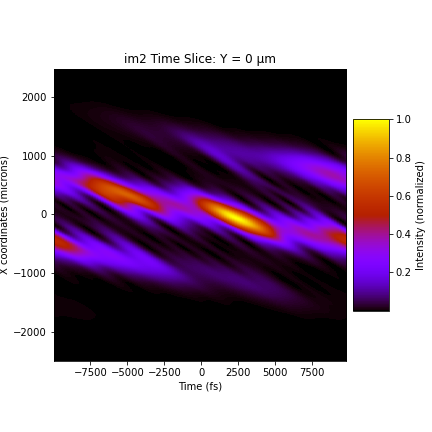 im2 Time Slice: Y = 0 µm
2000
1000
0
−1000
−2000
X coordinates (microns)
−7500 −5000 −2500 0 2500 5000 7500
Time (fs)
1.0
0.8
0.6
0.4
0.2
Intensity (normalized)